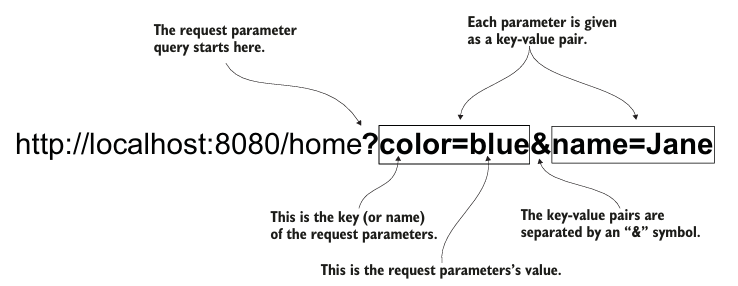 The request parameter
query starts here.
Each parameter is given
as a key-value pair.
http://localhost:8080/home?color=blue&name=Jane
This is the key (or name)
of the request parameters.
The key-value pairs are
separated by an “&” symbol.
This is the request parameters’s value.